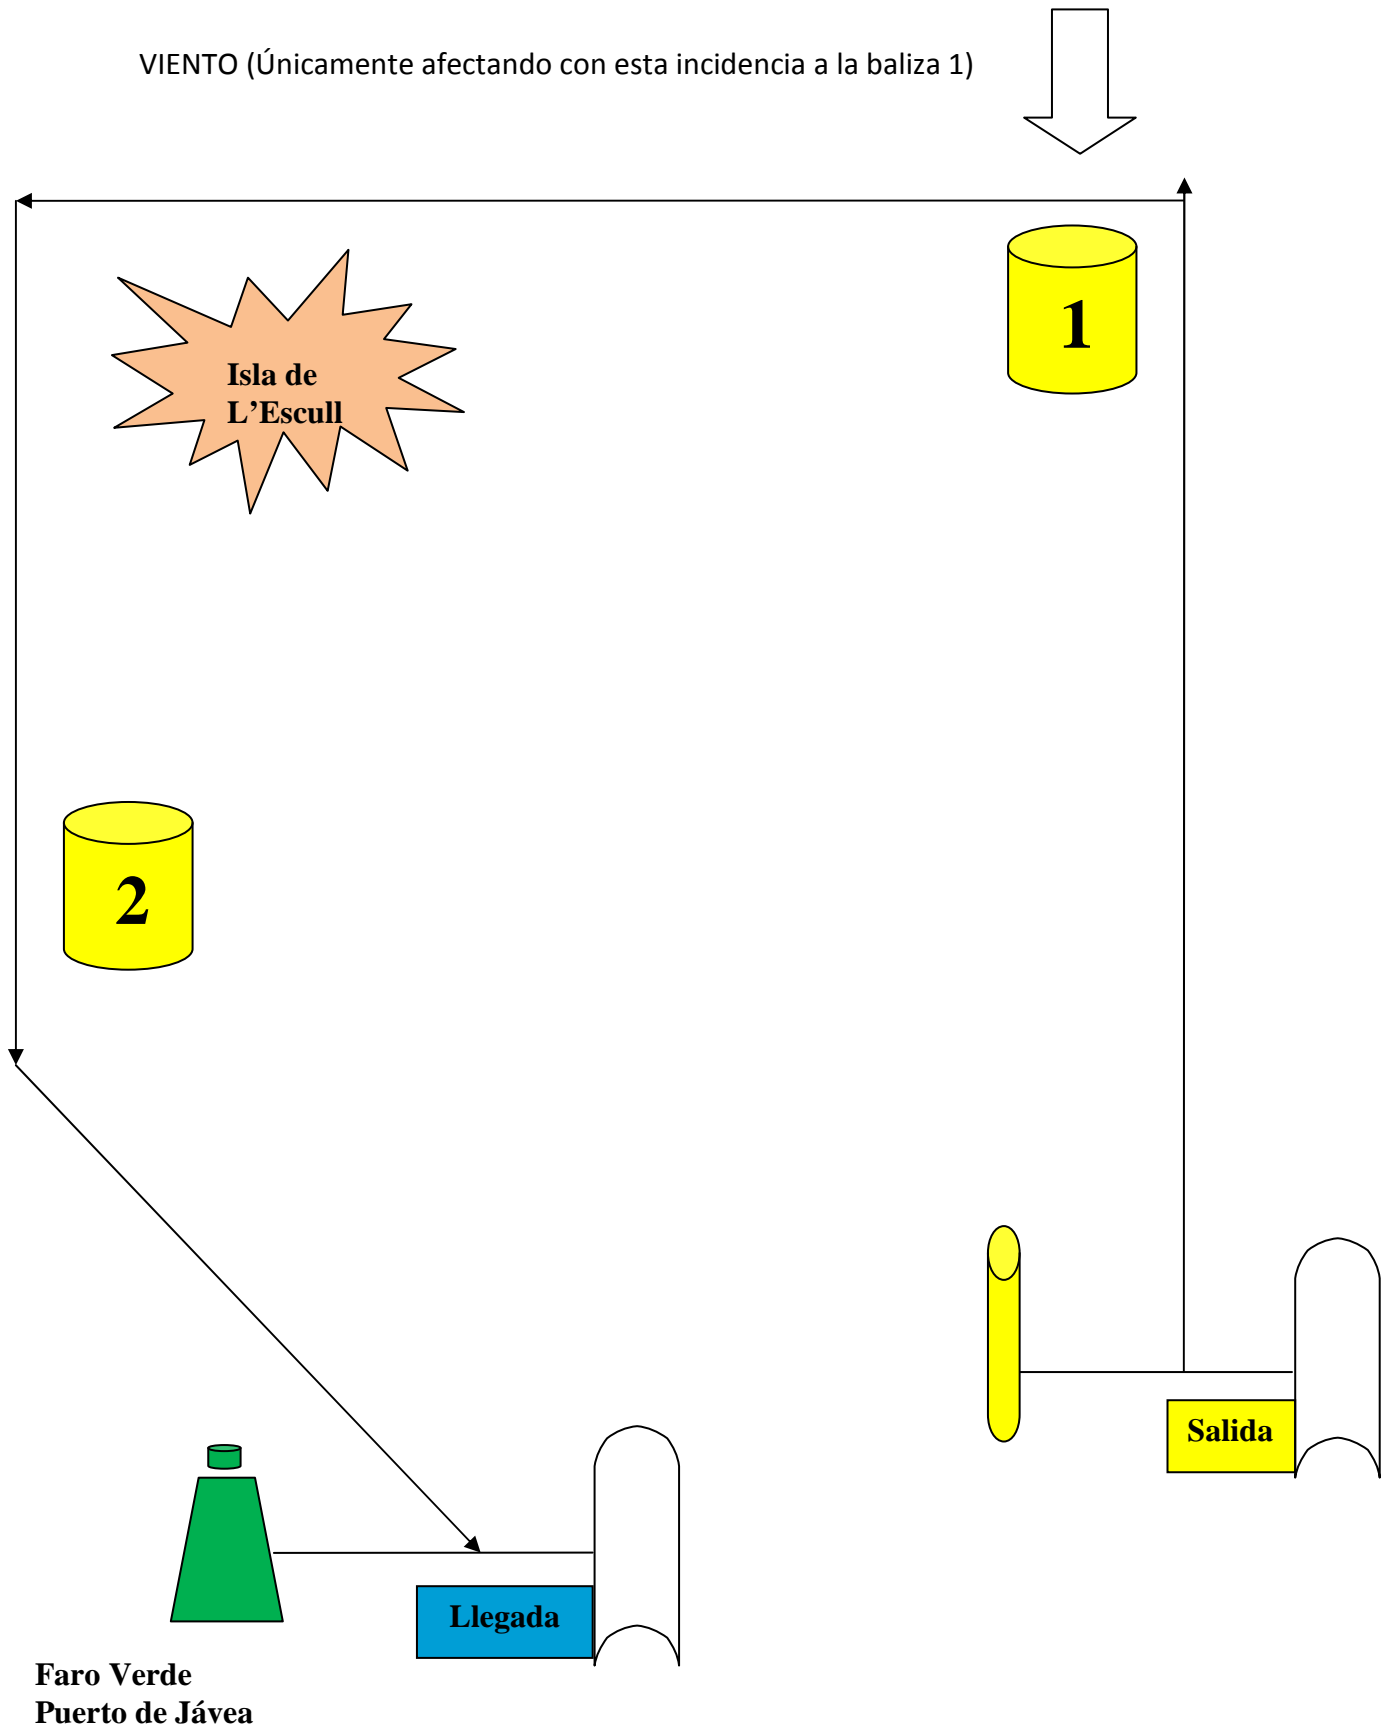 VIENTO (Únicamente afectando con esta incidencia a la baliza 1)
1
Isla de
L’Escull
2
Salida
Llegada
Faro Verde
Puerto de Jávea